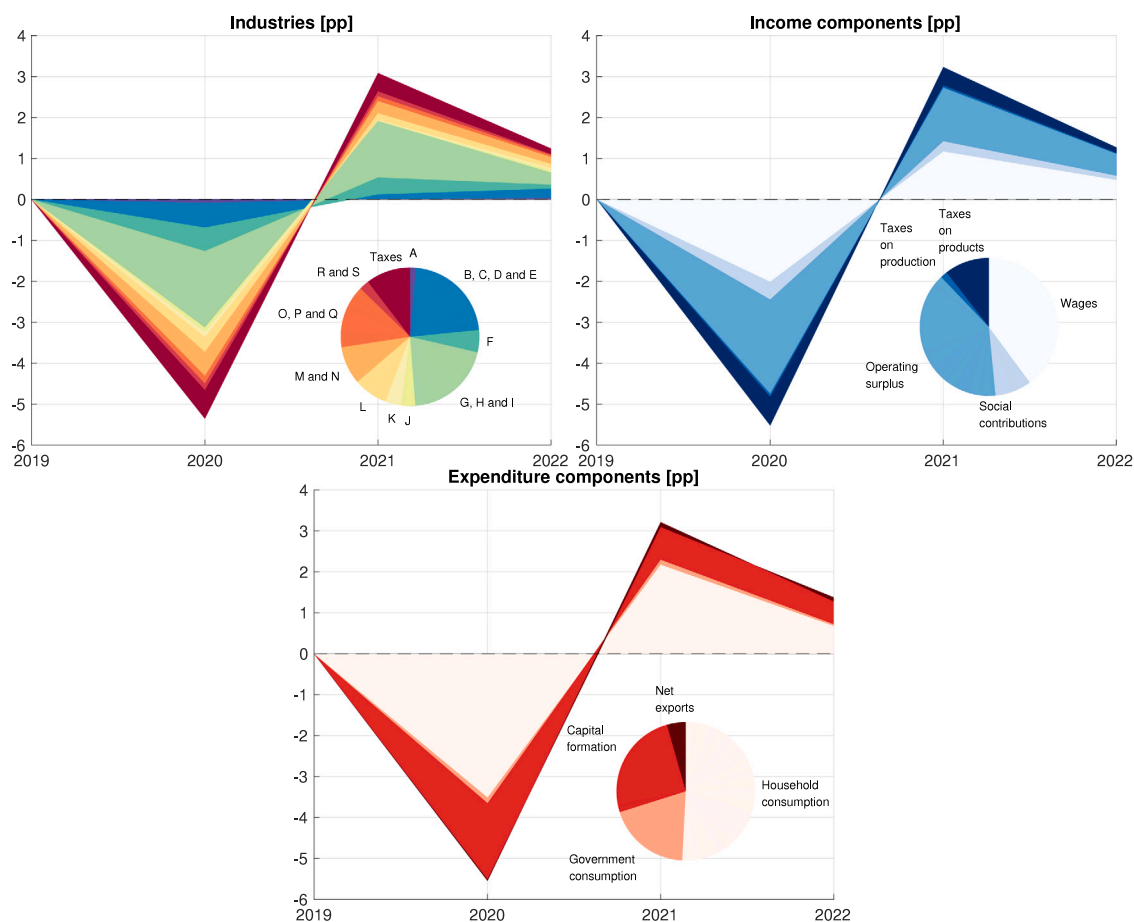 Industries [pp]
4
3
2
1
0
-1
-2
-3
-4
-5
-6
2019
2020
2021
2022
Taxes
A
R and S
B, C, D and E
O, P and Q
F
M and N
G, H and I
L
K
J
Income components [pp]
4
3
2
1
0
-1
-2
-3
-4
-5
-6
2019
2020
2021
2022
Taxes
on
production
Taxes
on
products
Wages
Operating
surplus
Social
contributions
Expenditure components [pp]
4
3
2
1
0
-1
-2
-3
-4
-5
-6
2019
2020
2021
2022
Net
exports
Capital
formation
Household
consumption
Government
consumption